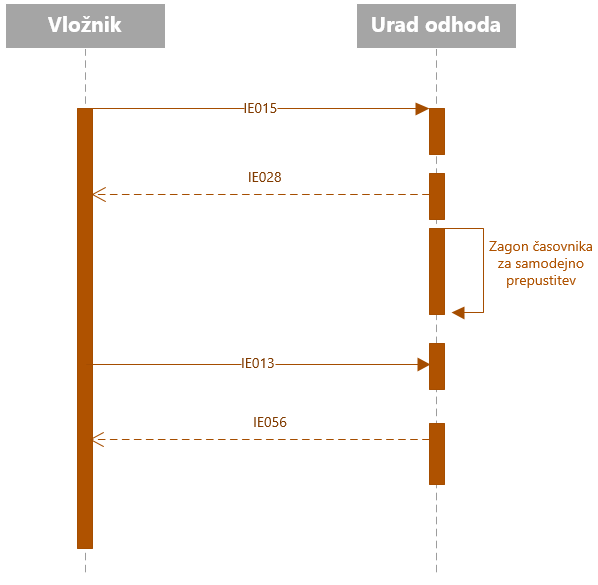 Vložnik
Urad odhoda
IE015
IE028
Zagon časovnika
za samodejno
prepustitev
IE013
IE056